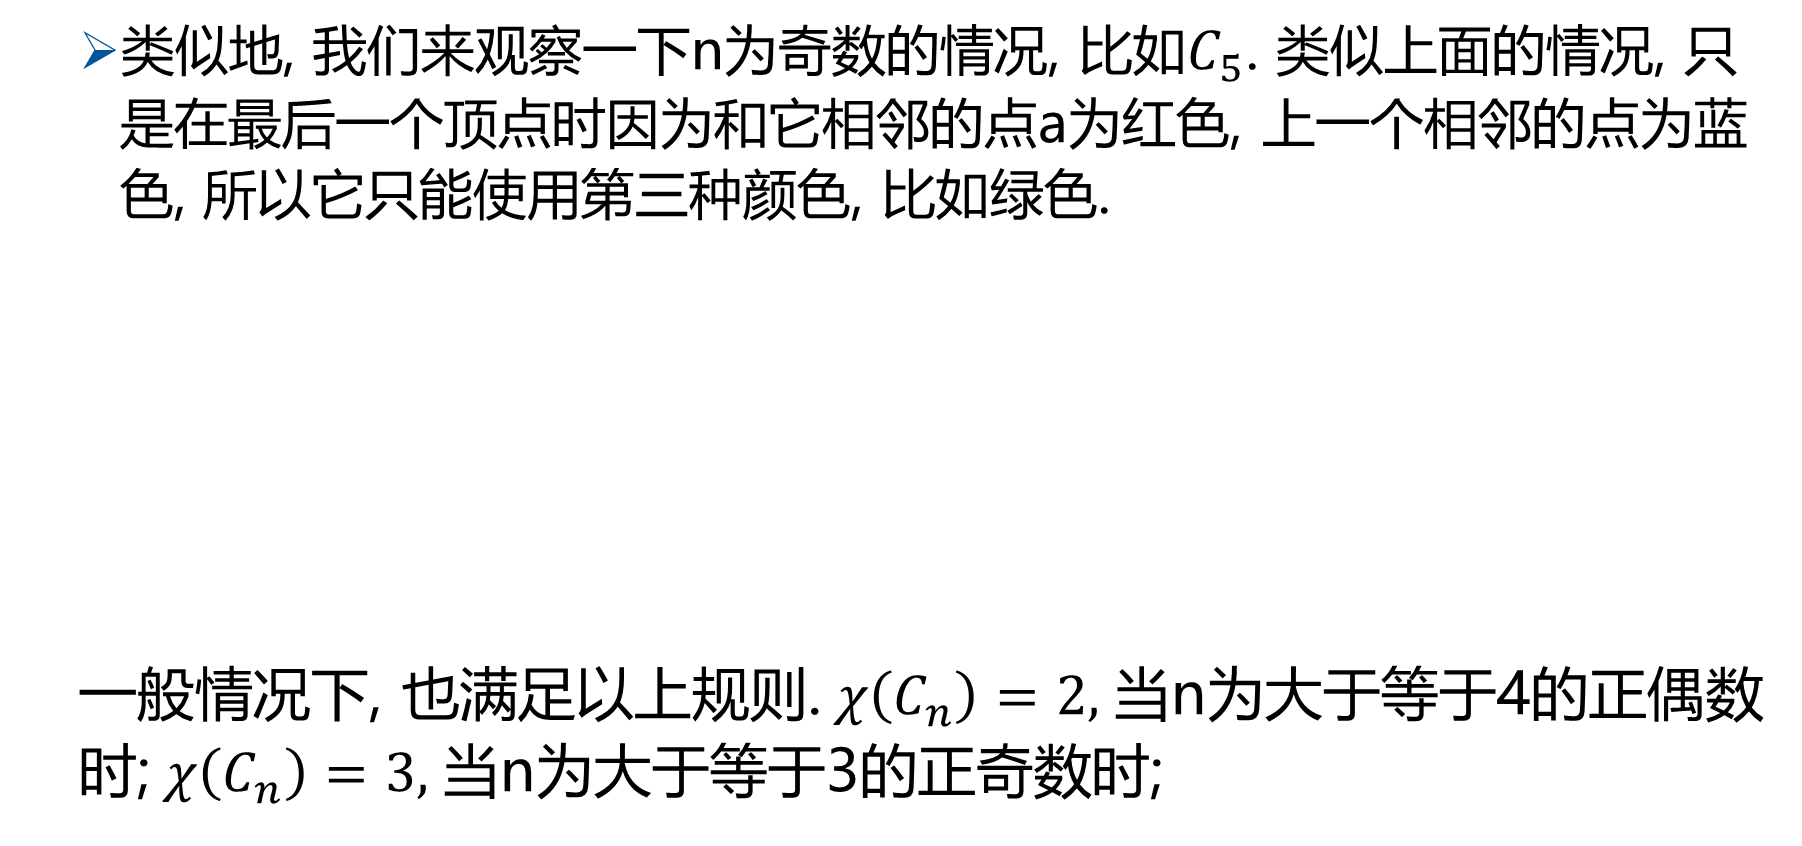 ➢类似地, 我们来观察一下n为奇数的情况, 比如$C_5$. 类似上面的情况, 只
是在最后一个顶点时因为和它相邻的点a为红色, 上一个相邻的点为蓝
色, 所以它只能使用第三种颜色, 比如绿色.
一般情况下, 也满足以上规则. $\chi(C_n) = 2$, 当n为大于等于4的正偶数
时; $\chi(C_n) = 3$, 当n为大于等于3的正奇数时;